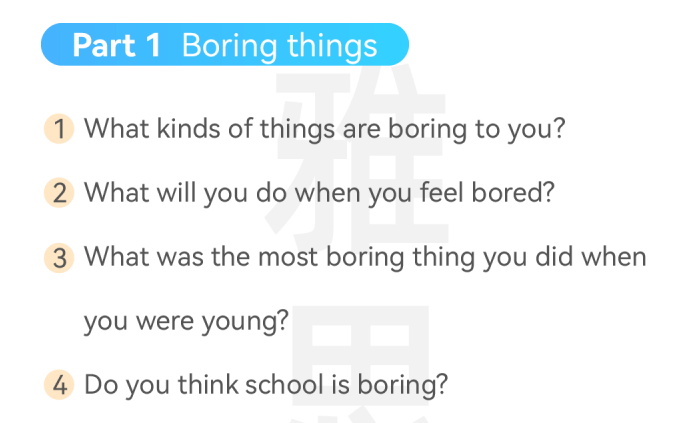 Part 1 Boring things
1 What kinds of things are boring to you?
2 What will you do when you feel bored?
3 What was the most boring thing you did when
you were young?
4 Do you think school is boring?
雅
思